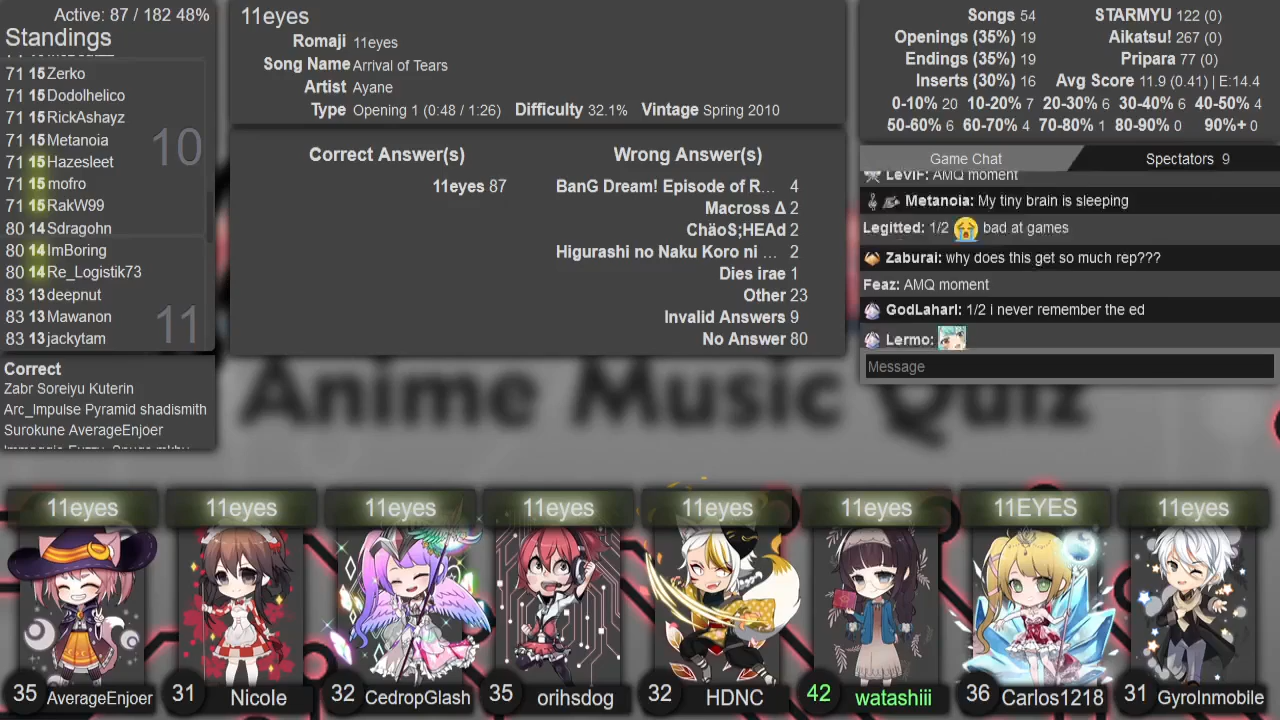 Active: 87 / 182 48%
Standings
71 15 Zerko
71 15 Dodolhelico
71 15 RickAshayz
71 15 Metanoia
71 15 Hazesleet
71 15 mofro
71 15 RakW99
10
80 14 Sdragohn
80 14 ImBoring
80 14 Re_Logistik73
83 13 deepnut
83 13 Mawanon
83 13 jackytam
11
Correct
Zabr Soreiyu Kuterin
Arc_Impulse Pyramid shadismith
Surokune AverageEnjoer
11eyes
Romaji 11eyes
Song Name Arrival of Tears
Artist Ayane
Type Opening 1 (0:48 / 1:26) Difficulty 32.1% Vintage Spring 2010
Correct Answer(s)
11eyes 87
Wrong Answer(s)
BanG Dream! Episode of R... 4
Macross Δ 2
ChäoS;HEAd 2
Higurashi no Naku Koro ni ... 2
Dies irae 1
Other 23
Invalid Answers 9
No Answer 80
Songs 54 STARMYU 122 (0)
Openings (35%) 19 Aikatsu! 267 (0)
Endings (35%) 19 Pripara 77 (0)
Inserts (30%) 16 Avg Score 11.9 (0.41) | E:14.4
0-10% 20 10-20% 7 20-30% 6 30-40% 6 40-50% 4
50-60% 6 60-70% 4 70-80% 1 80-90% 0 90%+ 0
Game Chat Spectators 9
AMQ moment
Metanoia: My tiny brain is sleeping
Legitted: 1/2 😭 bad at games
Zaburai: why does this get so much rep???
Feaz: AMQ moment
GodLahari: 1/2 i never remember the ed
Lermo:
Message
Anime Music Quiz
11eyes 11eyes 11eyes 11eyes 11eyes 11eyes 11EYES 11eyes
35 AverageEnjoer 31 Nicole 32 CedropGlash 35 orihsdog 32 HDNC 42 watashiii 36 Carlos1218 31 GyroInmobile